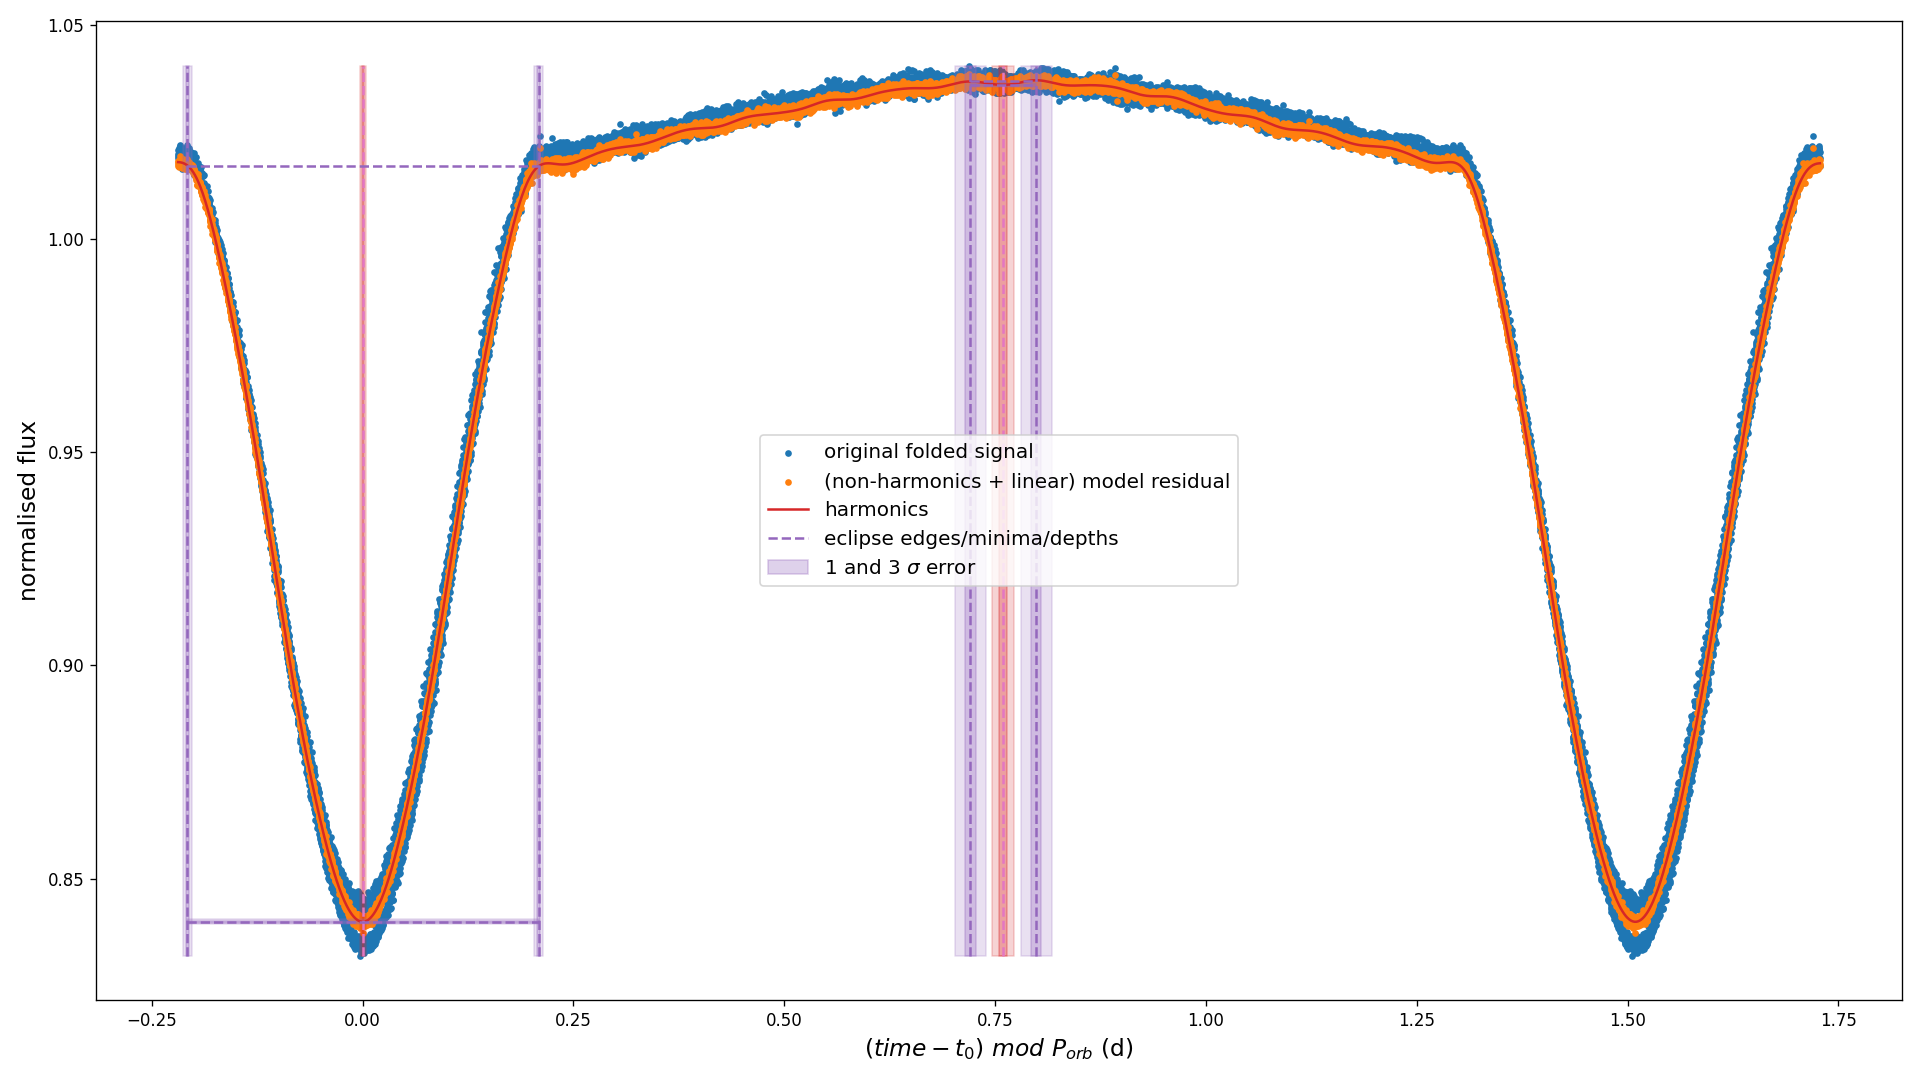 1.05
1.00
0.95
0.90
0.85
normalised flux
original folded signal
(non-harmonics + linear) model residual
harmonics
eclipse edges/minima/depths
1 and 3 σ error
−0.25 0.00 0.25 0.50 0.75 1.00 1.25 1.50 1.75
(time − t₀) mod Pₒᵣb (d)